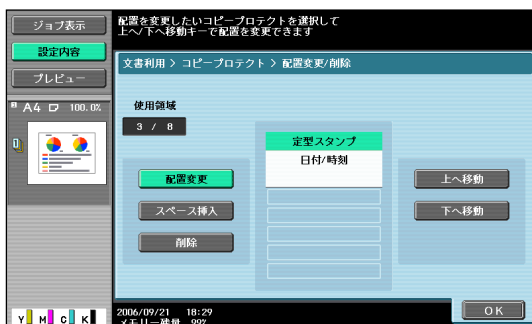 ジョブ表示
設定内容
プレビュー
配置を変更したいコピープロテクトを選択して
上へ/下へ移動キーで配置を変更できます
文書利用 > コピープロテクト > 配置変更/削除
A4 100.0%
使用領域
3 / 8
定型スタンプ
日付/時刻
配置変更
スペース挿入
削除
上へ移動
下へ移動
Y M C K
2006/09/21 18:29
メモリー残量 99%
OK